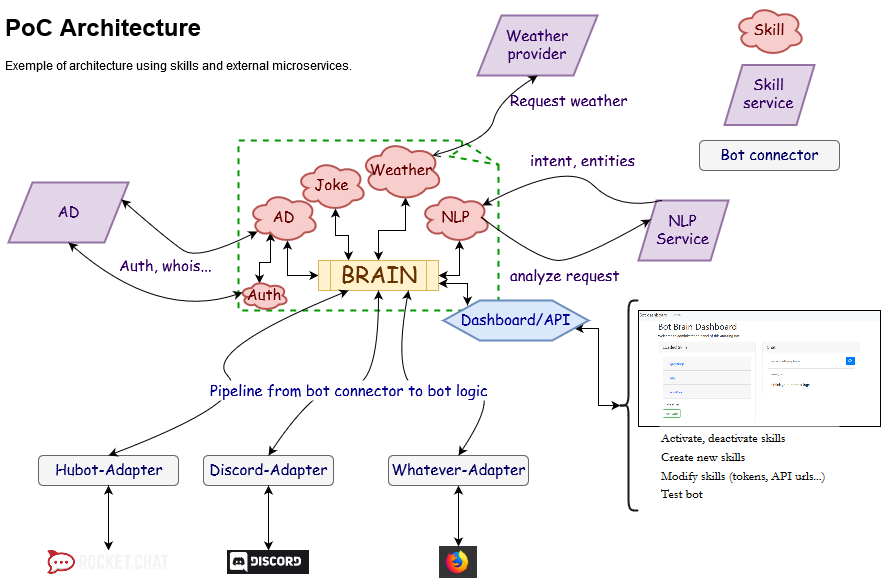 PoC Architecture
Exemple of architecture using skills and external microservices.
Weather
provider
Skill
Skill
service
Bot connector
Request weather
intent, entities
Weather
Joke
AD
NLP
AD
NLP
Service
Auth, whois...
analyze request
BRAIN
Auth
Dashboard/API
Bot Brain Dashboard
Loaded Skills
Chat
Pipeline from bot connector to bot logic
Activate, deactivate skills
Create new skills
Modify skills (tokens, API urls...)
Test bot
Hubot-Adapter
Discord-Adapter
Whatever-Adapter
ROCKET.CHAT
DISCORD